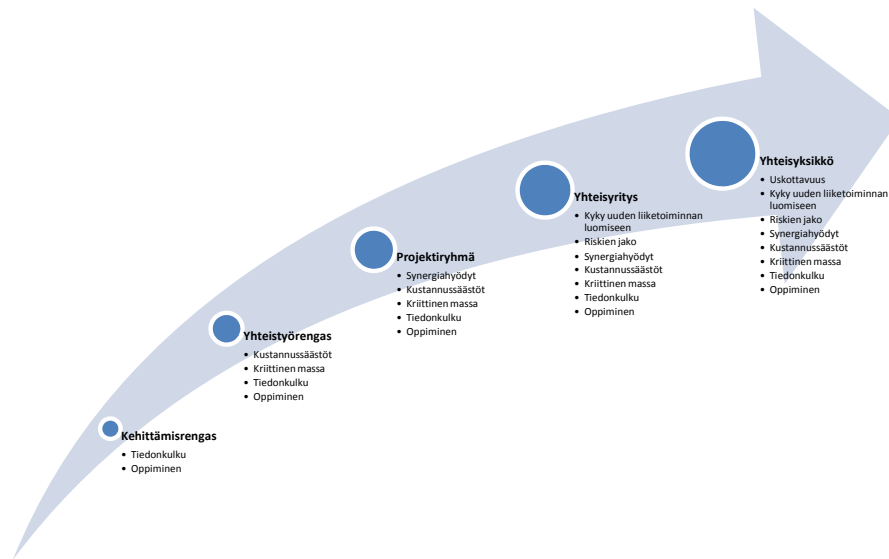 Kehittämisrengas
• Tiedonkulku
• Oppiminen
Yhteistyörengas
• Kustannussäästöt
• Kriittinen massa
• Tiedonkulku
• Oppiminen
Projektiryhmä
• Synergiahyödyt
• Kustannussäästöt
• Kriittinen massa
• Tiedonkulku
• Oppiminen
Yhteisyritys
• Kyky uuden liiketoiminnan
luomiseen
• Riskien jako
• Synergiahyödyt
• Kustannussäästöt
• Kriittinen massa
• Tiedonkulku
• Oppiminen
Yhteisyksikkö
• Uskottavuus
• Kyky uuden liiketoiminnan
luomiseen
• Riskien jako
• Synergiahyödyt
• Kustannussäästöt
• Kriittinen massa
• Tiedonkulku
• Oppiminen